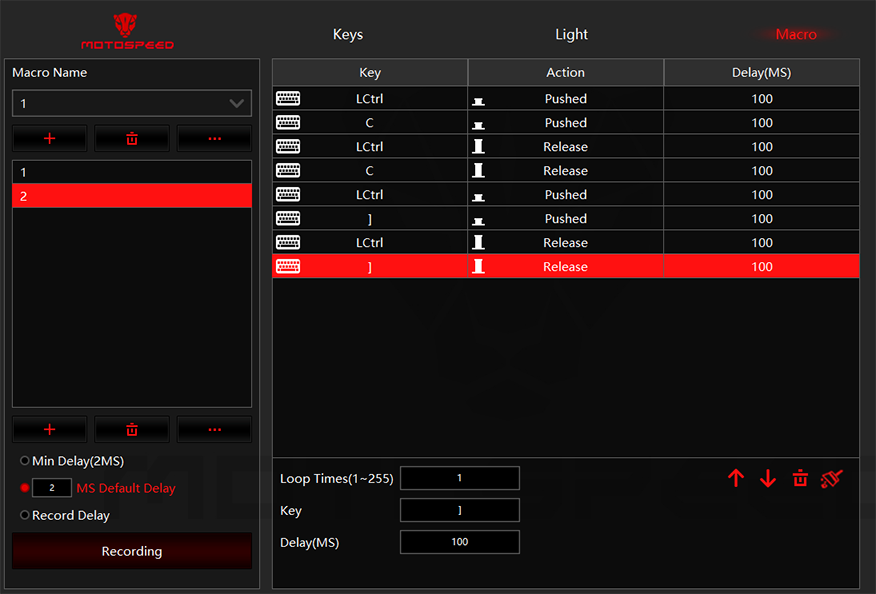 MOTOSPEED
Keys Light Macro
Macro Name
1
1
2
Min Delay(2MS)
2 MS Default Delay
Record Delay
Recording
Key Action Delay(MS)
LCtrl Pushed 100
C Pushed 100
LCtrl Release 100
C Release 100
LCtrl Pushed 100
] Pushed 100
LCtrl Release 100
] Release 100
Loop Times(1~255) 1
Key ]
Delay(MS) 100